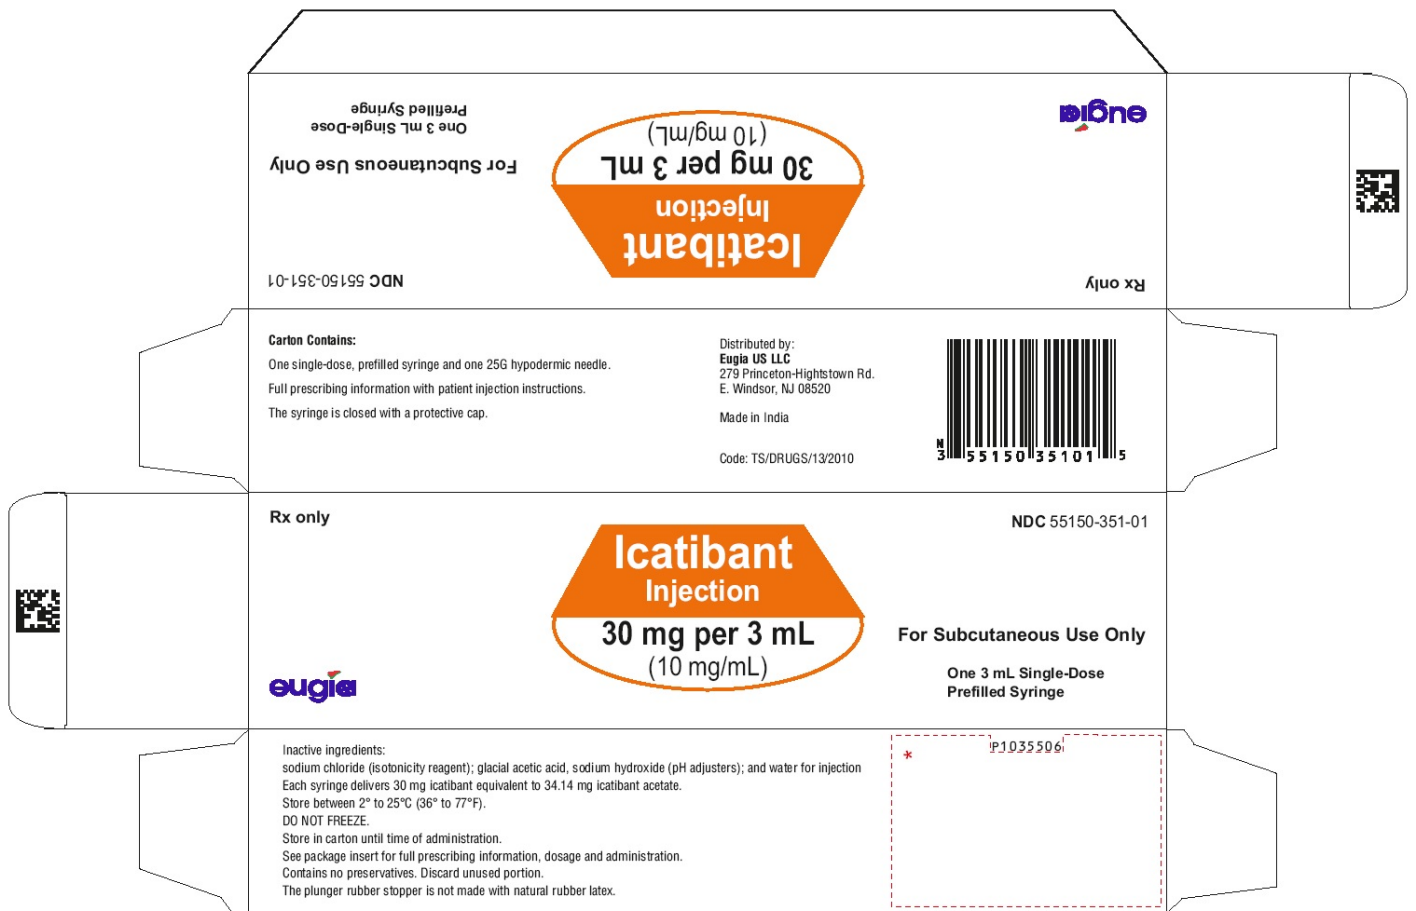 eugia
Rx only
Icatibant
Injection
30 mg per 3 mL
(10 mg/mL)
NDC 55150-351-01
For Subcutaneous Use Only
One 3 mL Single-Dose
Prefilled Syringe
Carton Contains:
One single-dose, prefilled syringe and one 25G hypodermic needle.
Full prescribing information with patient injection instructions.
The syringe is closed with a protective cap.
Distributed by:
Eugia US LLC
279 Princeton-Hightstown Rd.
E. Windsor, NJ 08520
Made in India
Code: TS/DRUGS/13/2010
N
3 55150 35101 5
Rx only
eugia
Icatibant
Injection
30 mg per 3 mL
(10 mg/mL)
NDC 55150-351-01
For Subcutaneous Use Only
One 3 mL Single-Dose
Prefilled Syringe
Inactive ingredients:
sodium chloride (isotonicity reagent); glacial acetic acid, sodium hydroxide (pH adjusters); and water for injection
Each syringe delivers 30 mg icatibant equivalent to 34.14 mg icatibant acetate.
Store between 2° to 25°C (36° to 77°F).
DO NOT FREEZE.
Store in carton until time of administration.
See package insert for full prescribing information, dosage and administration.
Contains no preservatives. Discard unused portion.
The plunger rubber stopper is not made with natural rubber latex.
*
P1035506